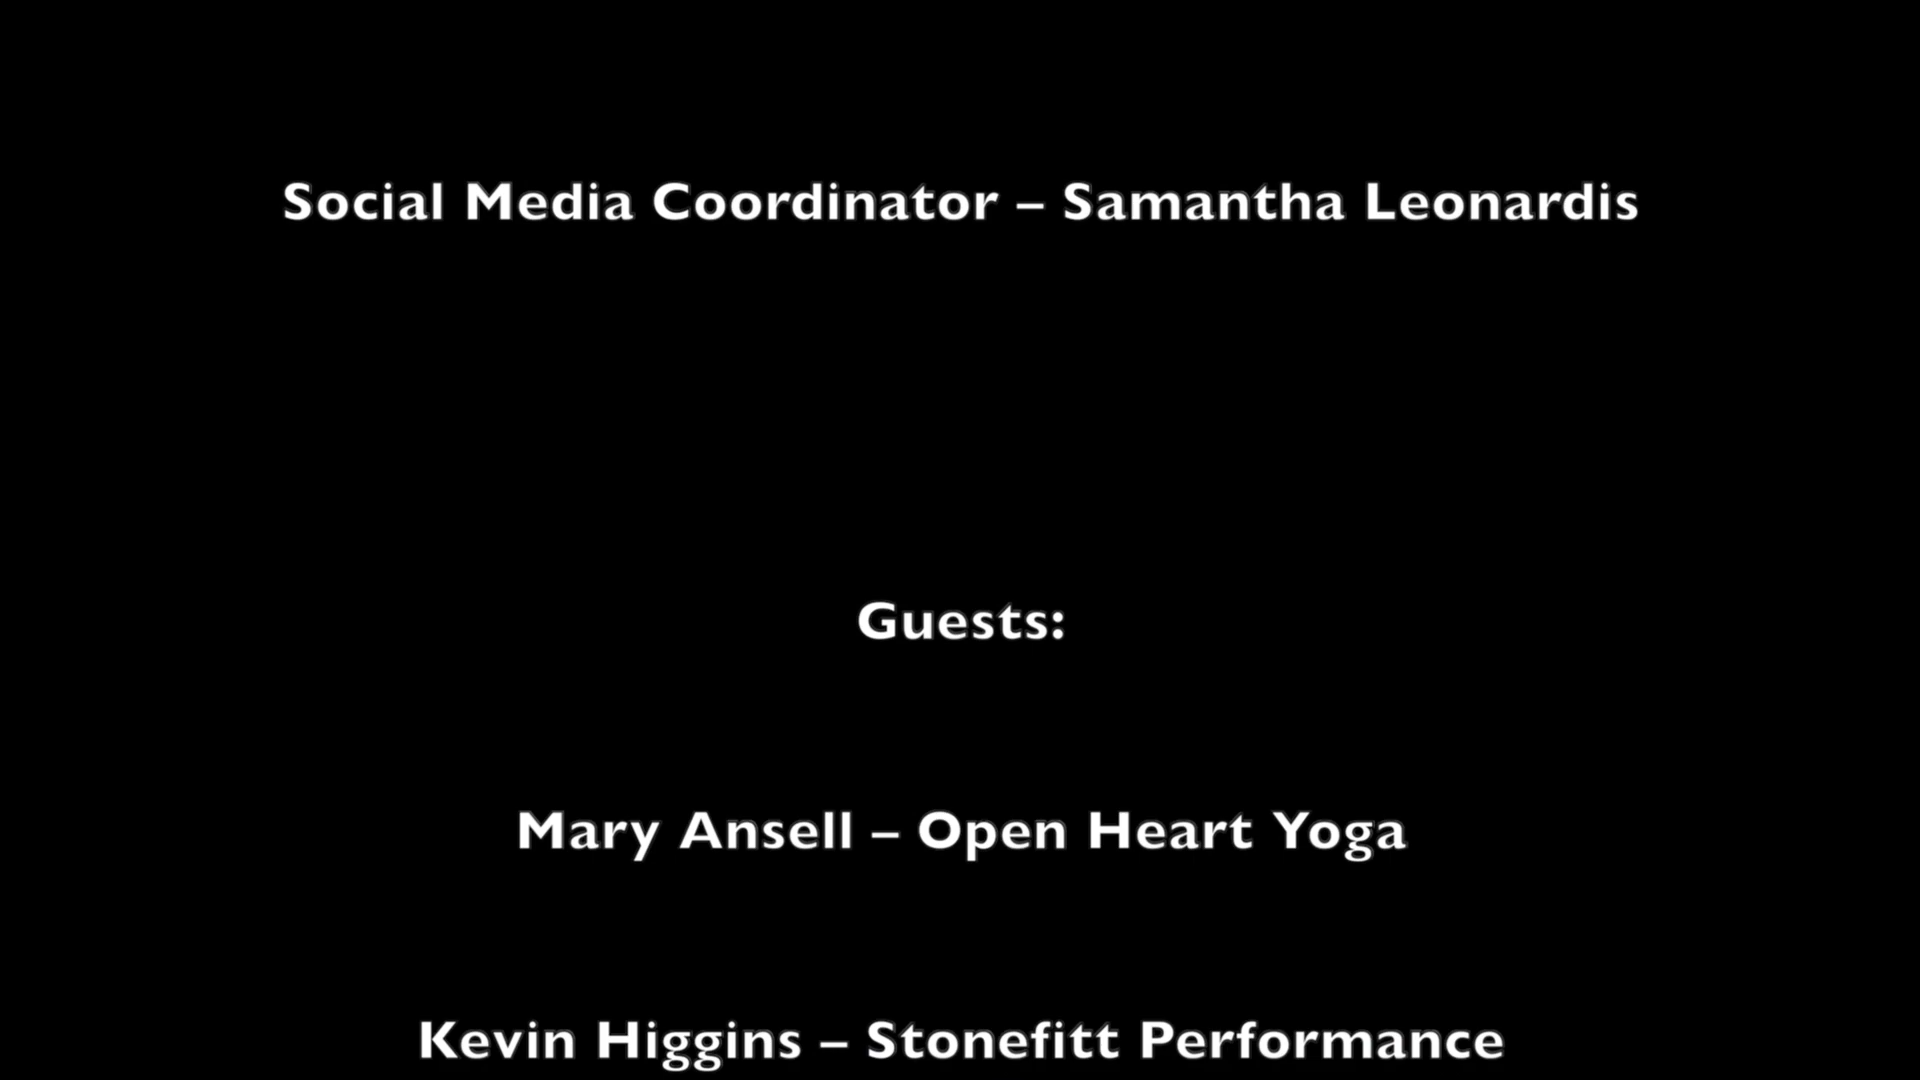 Social Media Coordinator – Samantha Leonardis
Guests:
Mary Ansell – Open Heart Yoga
Kevin Higgins – Stonefitt Performance